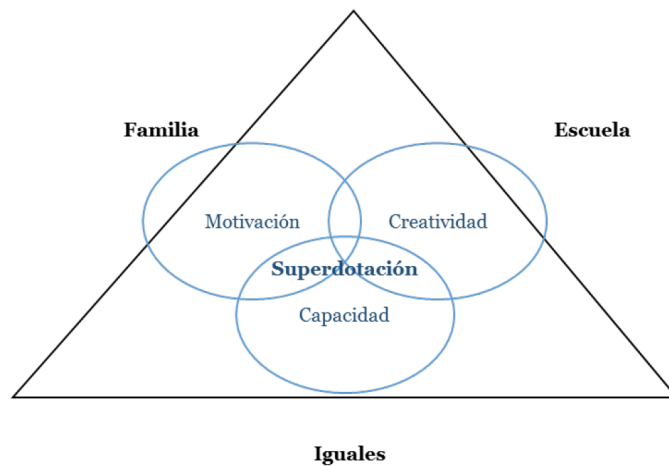 Familia
Escuela
Motivación
Creatividad
Superdotación
Capacidad
Iguales